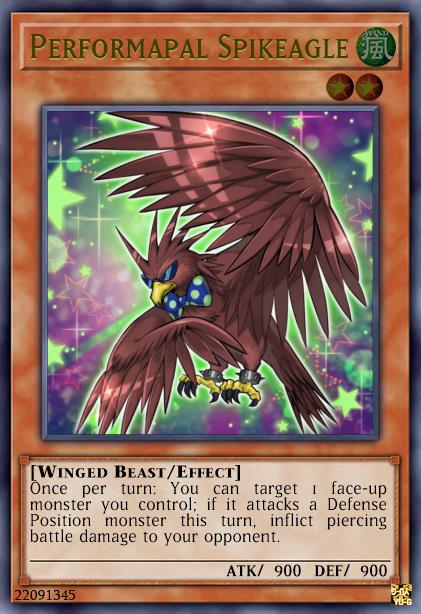 PERFORMAPAL SPIKEAGLE
WIND
風
[WINGED BEAST/EFFECT]
Once per turn: You can target 1 face-up
monster you control; if it attacks a Defense
Position monster this turn, inflict piercing
battle damage to your opponent.
ATK/ 900 DEF/ 900
22091345